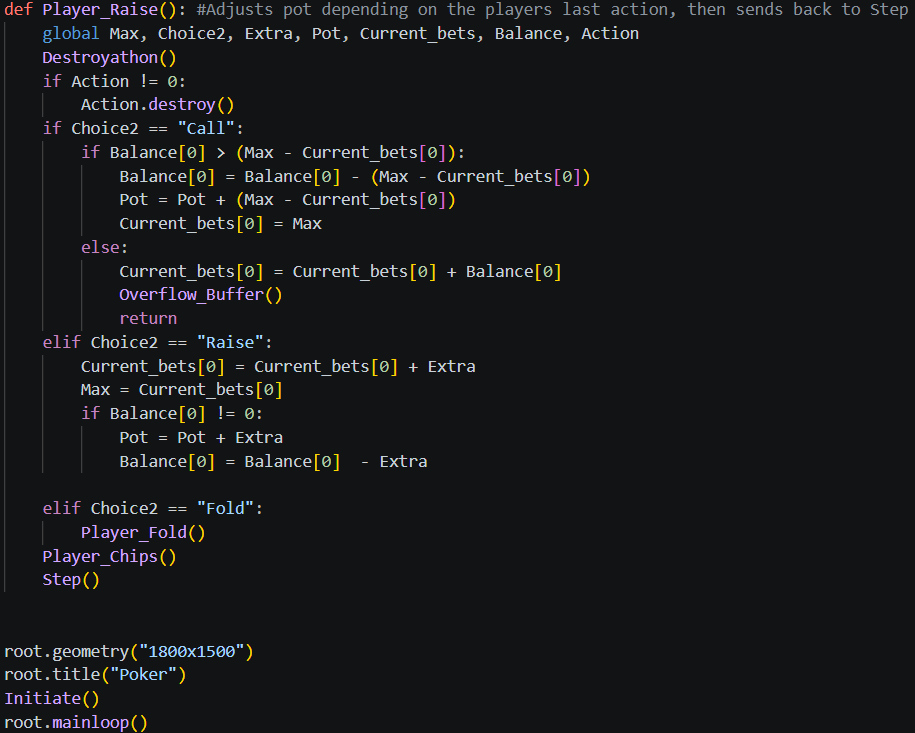 def Player_Raise(): #Adjusts pot depending on the players last action, then sends back to Step
    global Max, Choice2, Extra, Pot, Current_bets, Balance, Action
    Destroyathon()
    if Action != 0:
        Action.destroy()
    if Choice2 == "Call":
        if Balance[0] > (Max - Current_bets[0]):
            Balance[0] = Balance[0] - (Max - Current_bets[0])
            Pot = Pot + (Max - Current_bets[0])
            Current_bets[0] = Max
        else:
            Current_bets[0] = Current_bets[0] + Balance[0]
            Overflow_Buffer()
            return
    elif Choice2 == "Raise":
        Current_bets[0] = Current_bets[0] + Extra
        Max = Current_bets[0]
        if Balance[0] != 0:
            Pot = Pot + Extra
            Balance[0] = Balance[0]  - Extra

    elif Choice2 == "Fold":
        Player_Fold()
    Player_Chips()
    Step()


root.geometry("1800x1500")
root.title("Poker")
Initiate()
root.mainloop()